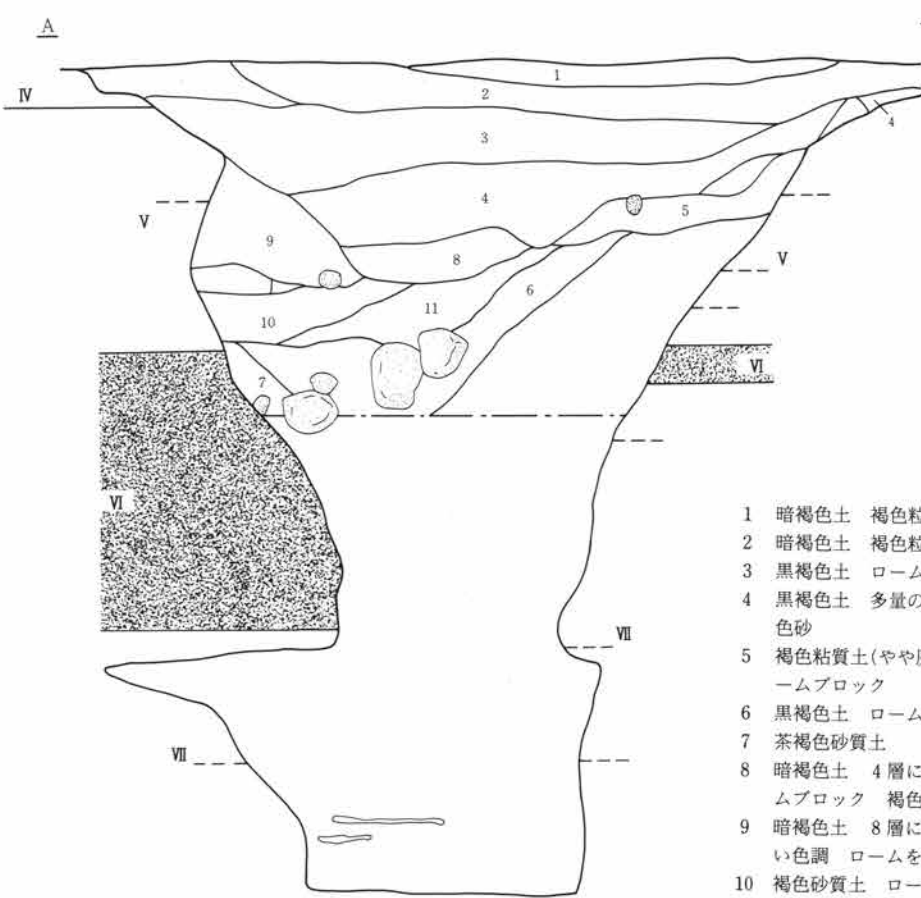 A
1
Ⅳ
2
4
3
Ⅴ
4
5
9
8
Ⅴ
6
11
10
Ⅵ
7
Ⅵ
Ⅶ
Ⅶ
1 暗褐色土 褐色粒
2 暗褐色土 褐色粒
3 黒褐色土 ローム
4 黒褐色土 多量の
色砂
5 褐色粘質土(やや
ームブロック
6 黒褐色土 ローム
7 茶褐色砂質土
8 暗褐色土 4層に
ムブロック 褐色
9 暗褐色土 8層に
い色調 ロームを
10 褐色砂質土 ロー